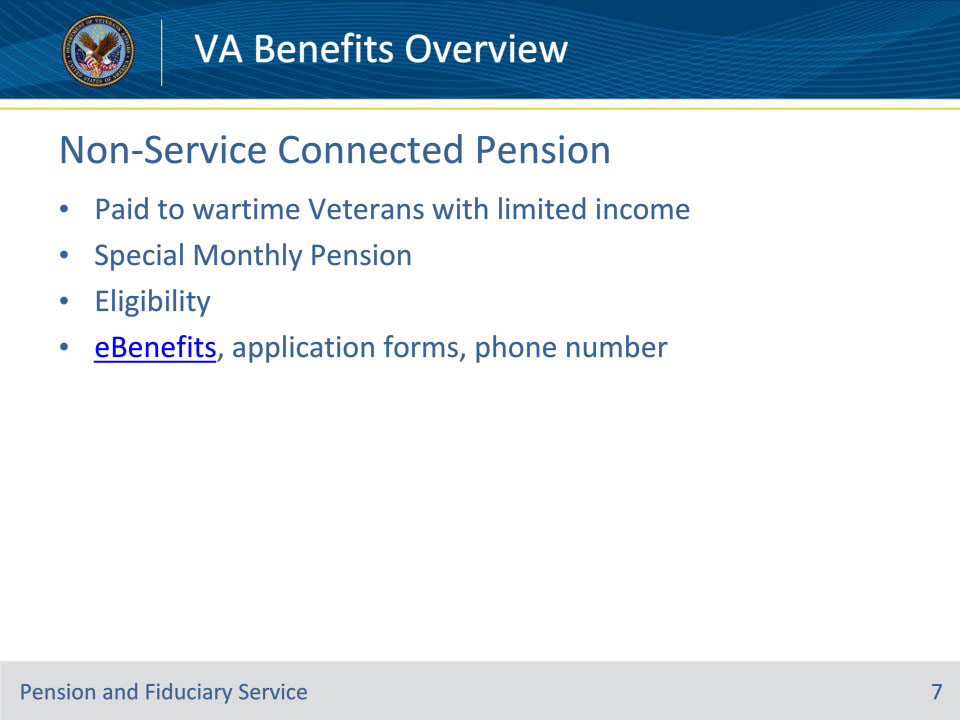 VA Benefits Overview
Non-Service Connected Pension
• Paid to wartime Veterans with limited income
• Special Monthly Pension
• Eligibility
• eBenefits, application forms, phone number
Pension and Fiduciary Service
7